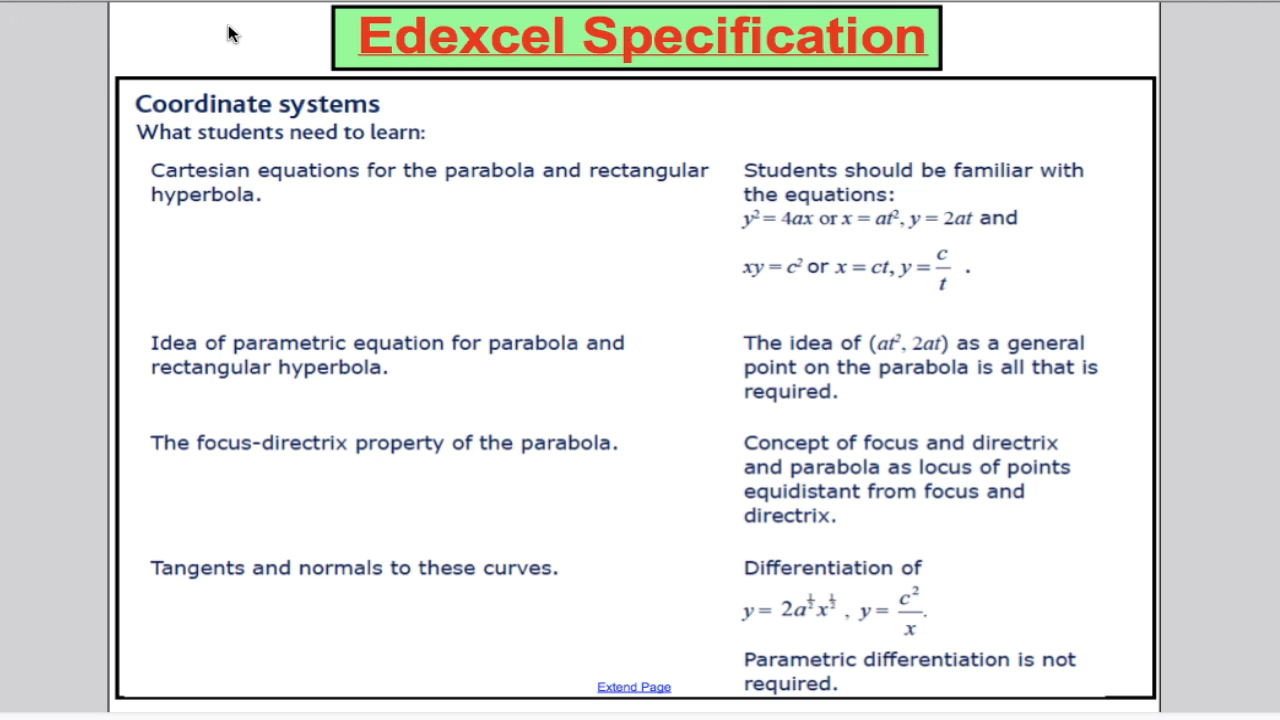 Edexcel Specification
Coordinate systems
What students need to learn:
Cartesian equations for the parabola and rectangular
hyperbola.
Students should be familiar with
the equations:
y² = 4ax or x = at², y = 2at and
xy = c² or x = ct, y = c/t .
Idea of parametric equation for parabola and
rectangular hyperbola.
The idea of (at², 2at) as a general
point on the parabola is all that is
required.
The focus-directrix property of the parabola.
Concept of focus and directrix
and parabola as locus of points
equidistant from focus and
directrix.
Tangents and normals to these curves.
Differentiation of
y = 2a^½x^½ , y = c²/x.
Parametric differentiation is not
required.
Extend Page